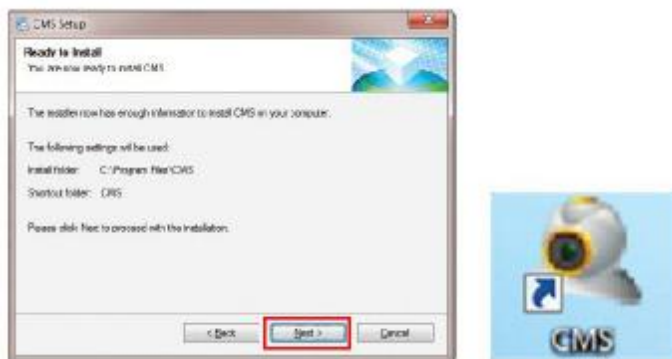 CMS Setup
Ready to Install
You are now ready to install CMS
The installer now has enough information to install CMS on your computer.
The following settings will be used:
Install folder: C:\Program Files\CMS
Shortcut folder: CMS
Please click Next to proceed with the installation.
< Back Next > Cancel
CMS